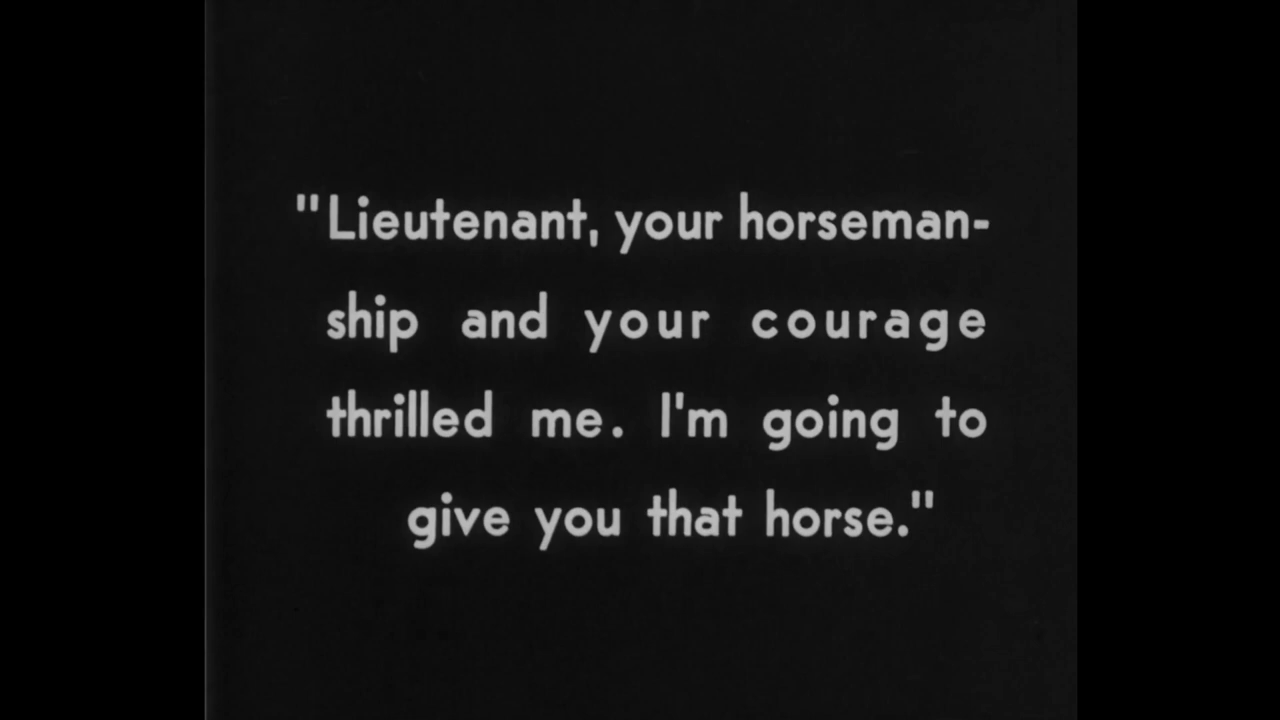 "Lieutenant, your horseman-
ship and your courage
thrilled me. I'm going to
give you that horse."